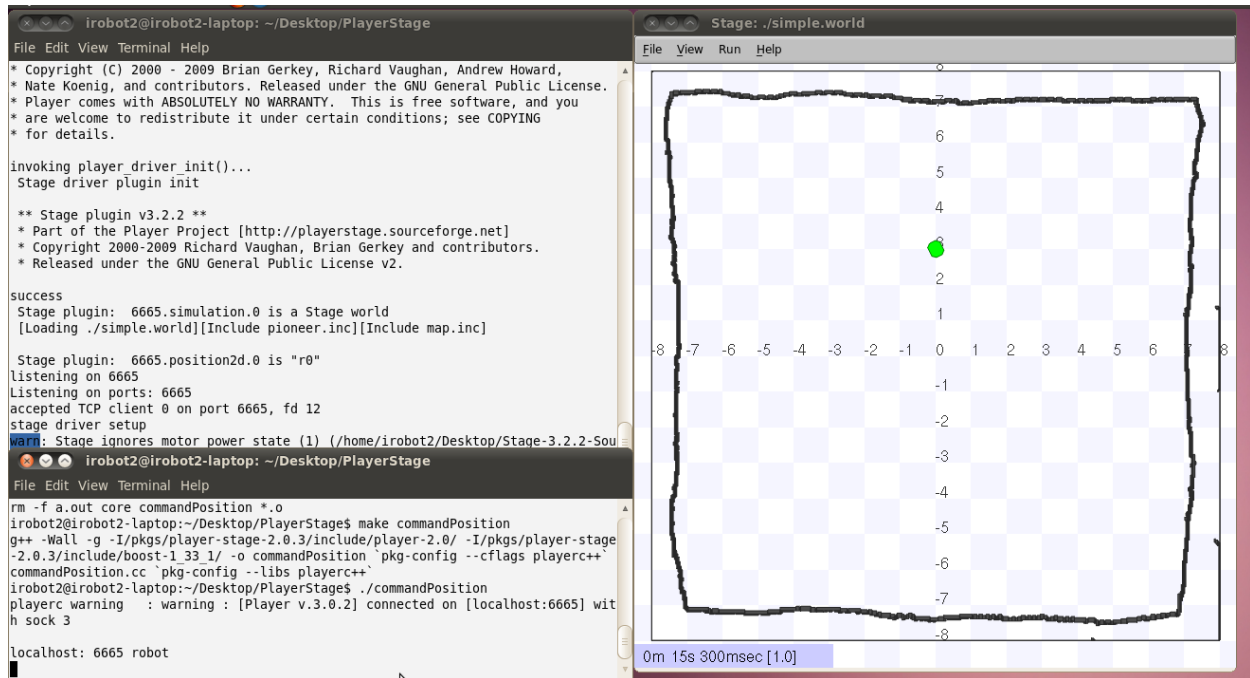 irobot2@irobot2-laptop: ~/Desktop/PlayerStage
File Edit View Terminal Help
* Copyright (C) 2000 - 2009 Brian Gerkey, Richard Vaughan, Andrew Howard,
* Nate Koenig, and contributors. Released under the GNU General Public License.
* Player comes with ABSOLUTELY NO WARRANTY.  This is free software, and you
* are welcome to redistribute it under certain conditions; see COPYING
* for details.
invoking player_driver_init()...
Stage driver plugin init
** Stage plugin v3.2.2 **
* Part of the Player Project [http://playerstage.sourceforge.net]
* Copyright 2000-2009 Richard Vaughan, Brian Gerkey and contributors.
* Released under the GNU General Public License v2.
success
Stage plugin:  6665.simulation.0 is a Stage world
[Loading ./simple.world][Include pioneer.inc][Include map.inc]
Stage plugin:  6665.position2d.0 is "r0"
listening on 6665
Listening on ports: 6665
accepted TCP client 0 on port 6665, fd 12
stage driver setup
warn: Stage ignores motor power state (1) (/home/irobot2/Desktop/Stage-3.2.2-Sou
irobot2@irobot2-laptop: ~/Desktop/PlayerStage
File Edit View Terminal Help
rm -f a.out core commandPosition *.o
irobot2@irobot2-laptop:~/Desktop/PlayerStage$ make commandPosition
g++ -Wall -g -I/pkgs/player-stage-2.0.3/include/player-2.0/ -I/pkgs/player-stage
-2.0.3/include/boost-1_33_1/ -o commandPosition `pkg-config --cflags playerc++`
commandPosition.cc `pkg-config --libs playerc++`
irobot2@irobot2-laptop:~/Desktop/PlayerStage$ ./commandPosition
playerc warning   : warning : [Player v.3.0.2] connected on [localhost:6665] wit
h sock 3
localhost: 6665 robot
Stage: ./simple.world
File View Run Help
8
7
6
5
4
2
1
-8 -7 -6 -5 -4 -3 -2 -1 0 1 2 3 4 5 6 7 8
-1
-2
-3
-4
-5
-6
-7
-8
0m 15s 300msec [1.0]